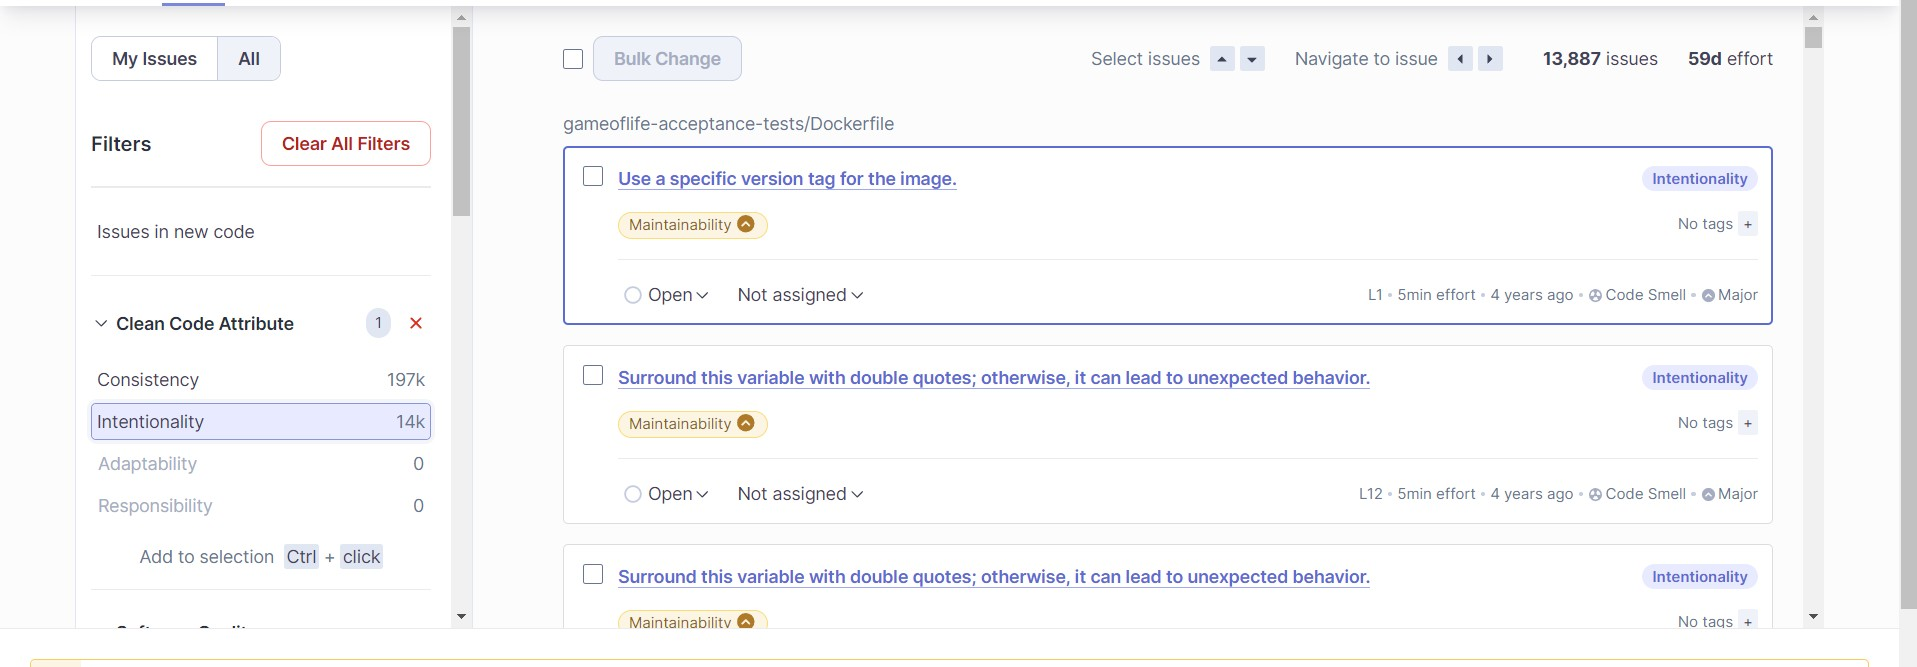 My Issues All
Filters Clear All Filters
Issues in new code
Clean Code Attribute 1
Consistency 197k
Intentionality 14k
Adaptability 0
Responsibility 0
Add to selection Ctrl + click
Bulk Change Select issues Navigate to issue 13,887 issues 59d effort
gameoflife-acceptance-tests/Dockerfile
Use a specific version tag for the image. Intentionality
Maintainability No tags +
Open Not assigned L1 • 5min effort • 4 years ago • Code Smell • Major
Surround this variable with double quotes; otherwise, it can lead to unexpected behavior. Intentionality
Maintainability No tags +
Open Not assigned L12 • 5min effort • 4 years ago • Code Smell • Major
Surround this variable with double quotes; otherwise, it can lead to unexpected behavior. Intentionality
Maintainability No tags +